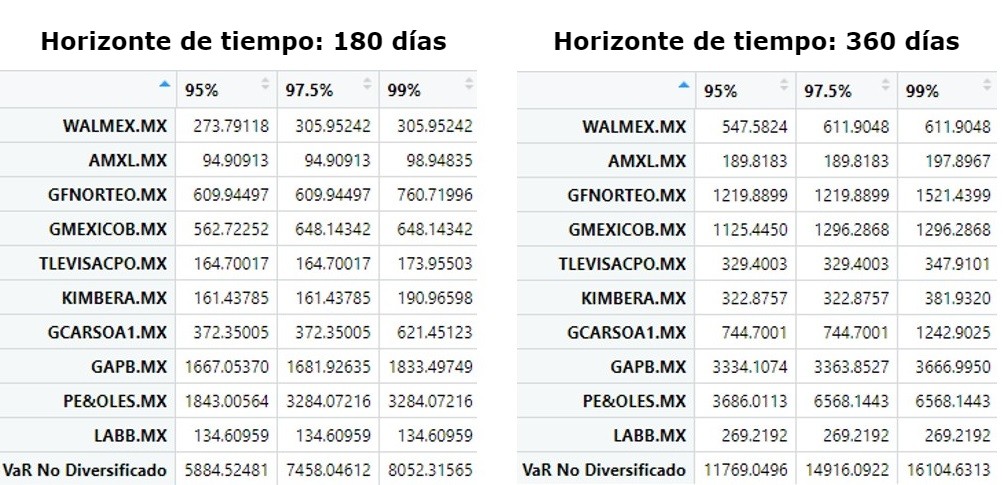 Horizonte de tiempo: 180 días
95% 97.5% 99%
WALMEX.MX 273.79118 305.95242 305.95242
AMXL.MX 94.90913 94.90913 98.94835
GFNORTEO.MX 609.94497 609.94497 760.71996
GMEXICOB.MX 562.72252 648.14342 648.14342
TLEVISACPO.MX 164.70017 164.70017 173.95503
KIMBERA.MX 161.43785 161.43785 190.96598
GCARSOA1.MX 372.35005 372.35005 621.45123
GAPB.MX 1667.05370 1681.92635 1833.49749
PE&OLES.MX 1843.00564 3284.07216 3284.07216
LABB.MX 134.60959 134.60959 134.60959
VaR No Diversificado 5884.52481 7458.04612 8052.31565
Horizonte de tiempo: 360 días
95% 97.5% 99%
WALMEX.MX 547.5824 611.9048 611.9048
AMXL.MX 189.8183 189.8183 197.8967
GFNORTEO.MX 1219.8899 1219.8899 1521.4399
GMEXICOB.MX 1125.4450 1296.2868 1296.2868
TLEVISACPO.MX 329.4003 329.4003 347.9101
KIMBERA.MX 322.8757 322.8757 381.9320
GCARSOA1.MX 744.7001 744.7001 1242.9025
GAPB.MX 3334.1074 3363.8527 3666.9950
PE&OLES.MX 3686.0113 6568.1443 6568.1443
LABB.MX 269.2192 269.2192 269.2192
VaR No Diversificado 11769.0496 14916.0922 16104.6313